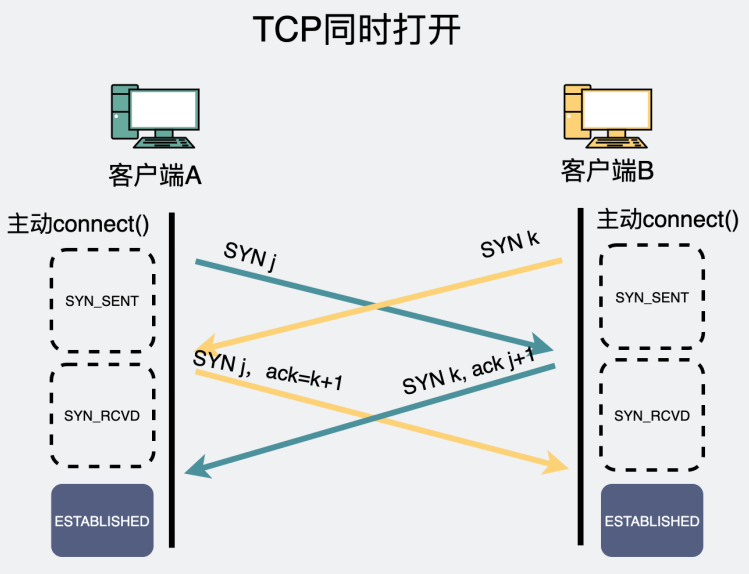 TCP同时打开
客户端A
客户端B
主动connect()
主动connect()
SYN j
SYN k
SYN_SENT
SYN_SENT
SYN j，ack=k+1
SYN k, ack j+1
SYN_RCVD
SYN_RCVD
ESTABLISHED
ESTABLISHED